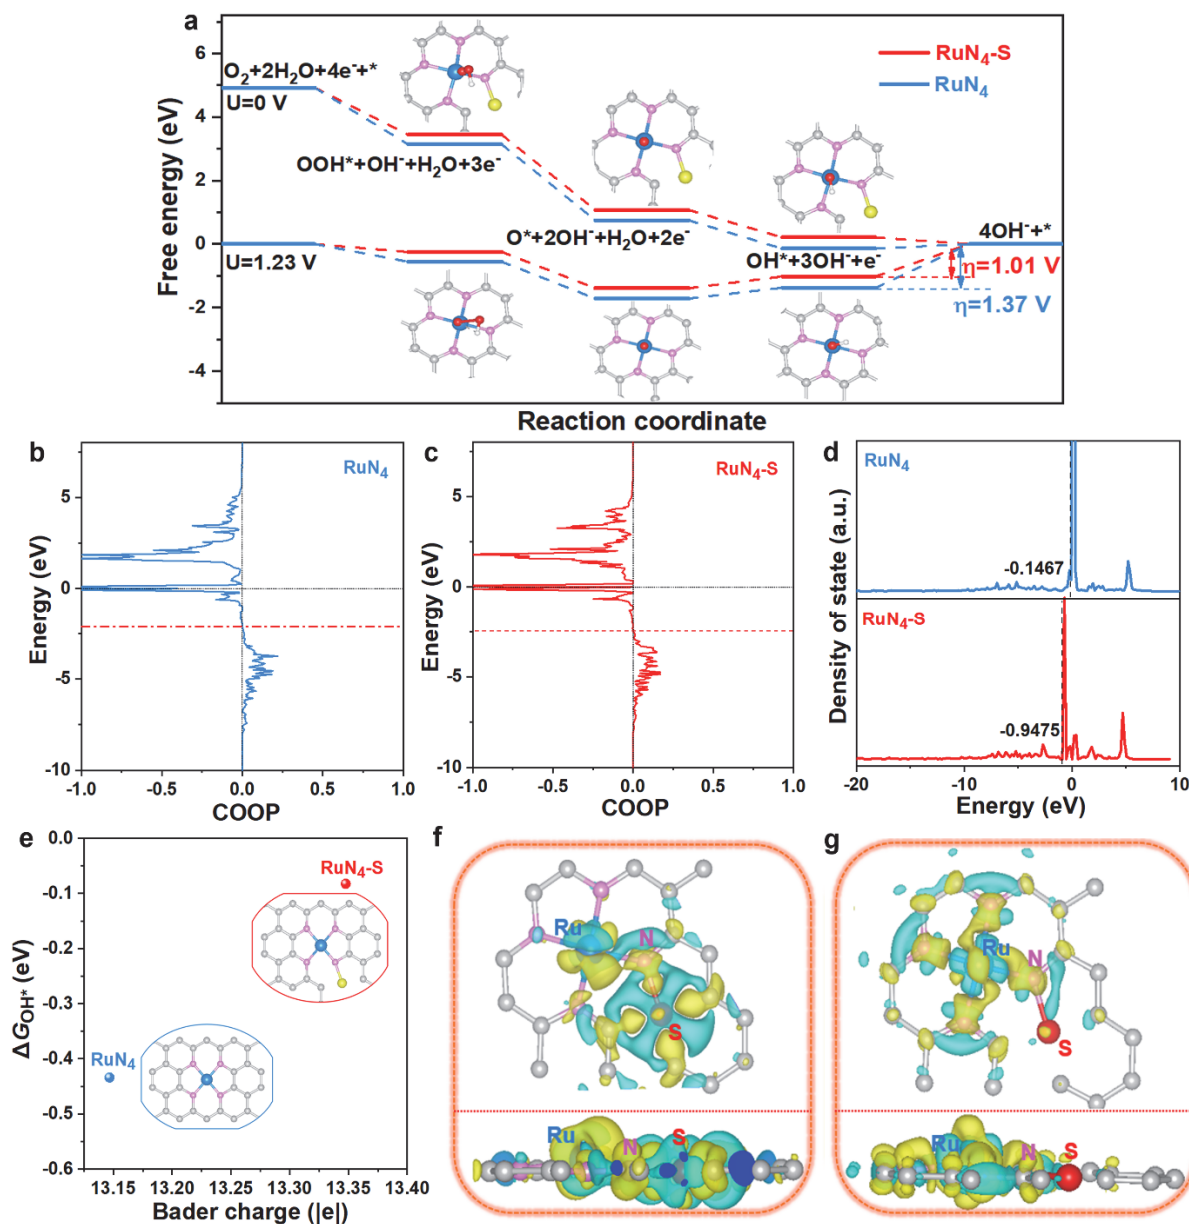 a
Free energy (eV)
6
4
2
0
-2
-4
O₂+2H₂O+4e⁻+*
U=0 V
OOH*+OH⁻+H₂O+3e⁻
O*+2OH⁻+H₂O+2e⁻
OH*+3OH⁻+e⁻
4OH⁻+*
U=1.23 V
RuN₄-S
RuN₄
η=1.01 V
η=1.37 V
Reaction coordinate
b
RuN₄
Energy (eV)
5
0
-5
-10
-1.0 -0.5 0.0 0.5 1.0
COOP
c
RuN₄-S
Energy (eV)
5
0
-5
-10
-1.0 -0.5 0.0 0.5 1.0
COOP
d
RuN₄
-0.1467
RuN₄-S
-0.9475
Density of state (a.u.)
-20 -10 0 10
Energy (eV)
e
ΔG_OH* (eV)
0.0
-0.1
-0.2
-0.3
-0.4
-0.5
-0.6
RuN₄-S
RuN₄
13.15 13.20 13.25 13.30 13.35 13.40
Bader charge (|e|)
f
Ru
N
S
Ru
N
S
g
Ru
N
S
Ru
N
S